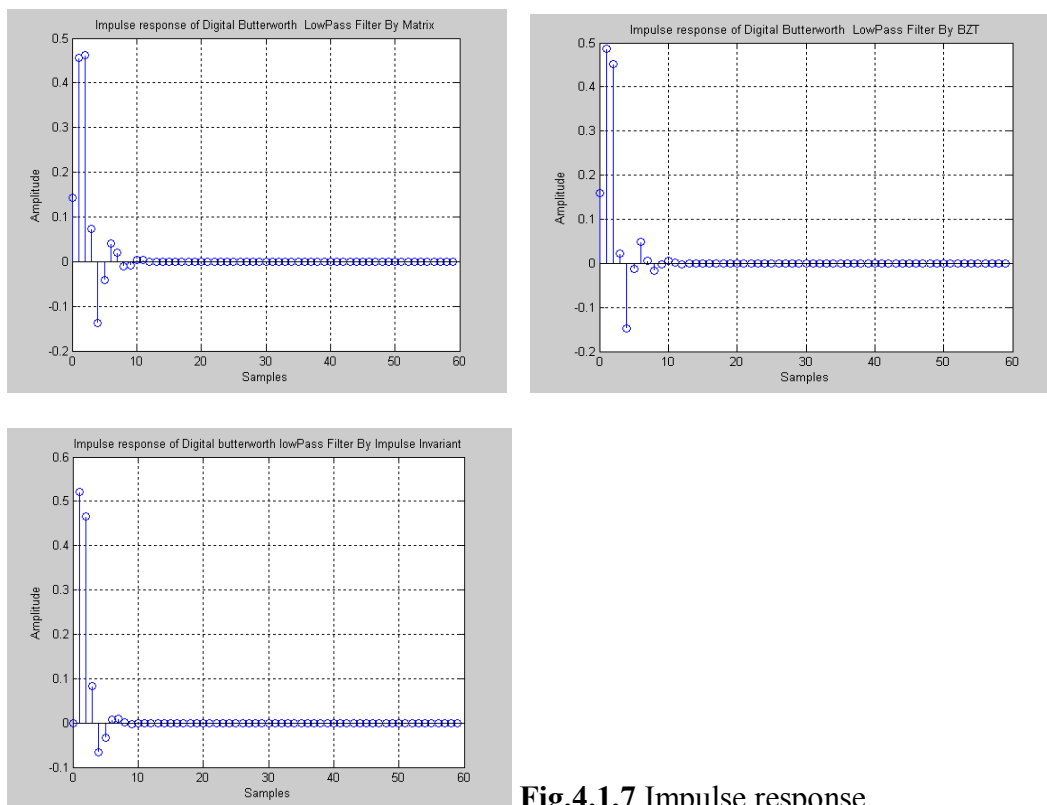 Impulse response of Digital Butterworth LowPass Filter By Matrix
0.5
0.4
0.3
0.2
0.1
0
-0.1
-0.2
Amplitude
0 10 20 30 40 50 60
Samples
Impulse response of Digital Butterworth LowPass Filter By BZT
0.5
0.4
0.3
0.2
0.1
0
-0.1
-0.2
Amplitude
0 10 20 30 40 50 60
Samples
Impulse response of Digital butterworth lowPass Filter By Impulse Invariant
0.6
0.5
0.4
0.3
0.2
0.1
0
-0.1
Amplitude
0 10 20 30 40 50 60
Samples
Fig.4.1.7 Impulse response